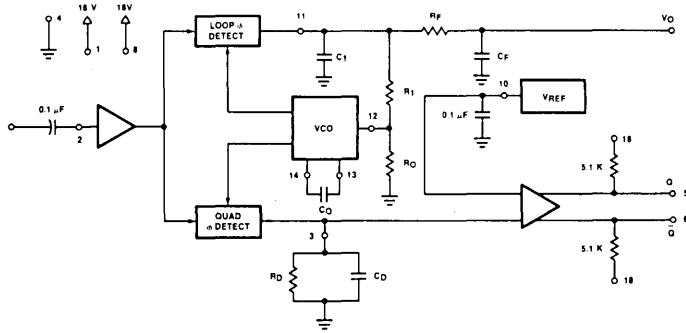 4
16 V
1
18V
8
0.1 µF
2
LOOP ϕ
DETECT
11
C1
RF
VO
CF
R1
10
VREF
0.1 µF
VCO
12
RO
14
13
CO
16
5.1 K
Q
5
6
Q̅
5.1 K
18
QUAD
ϕ DETECT
3
RD
CD